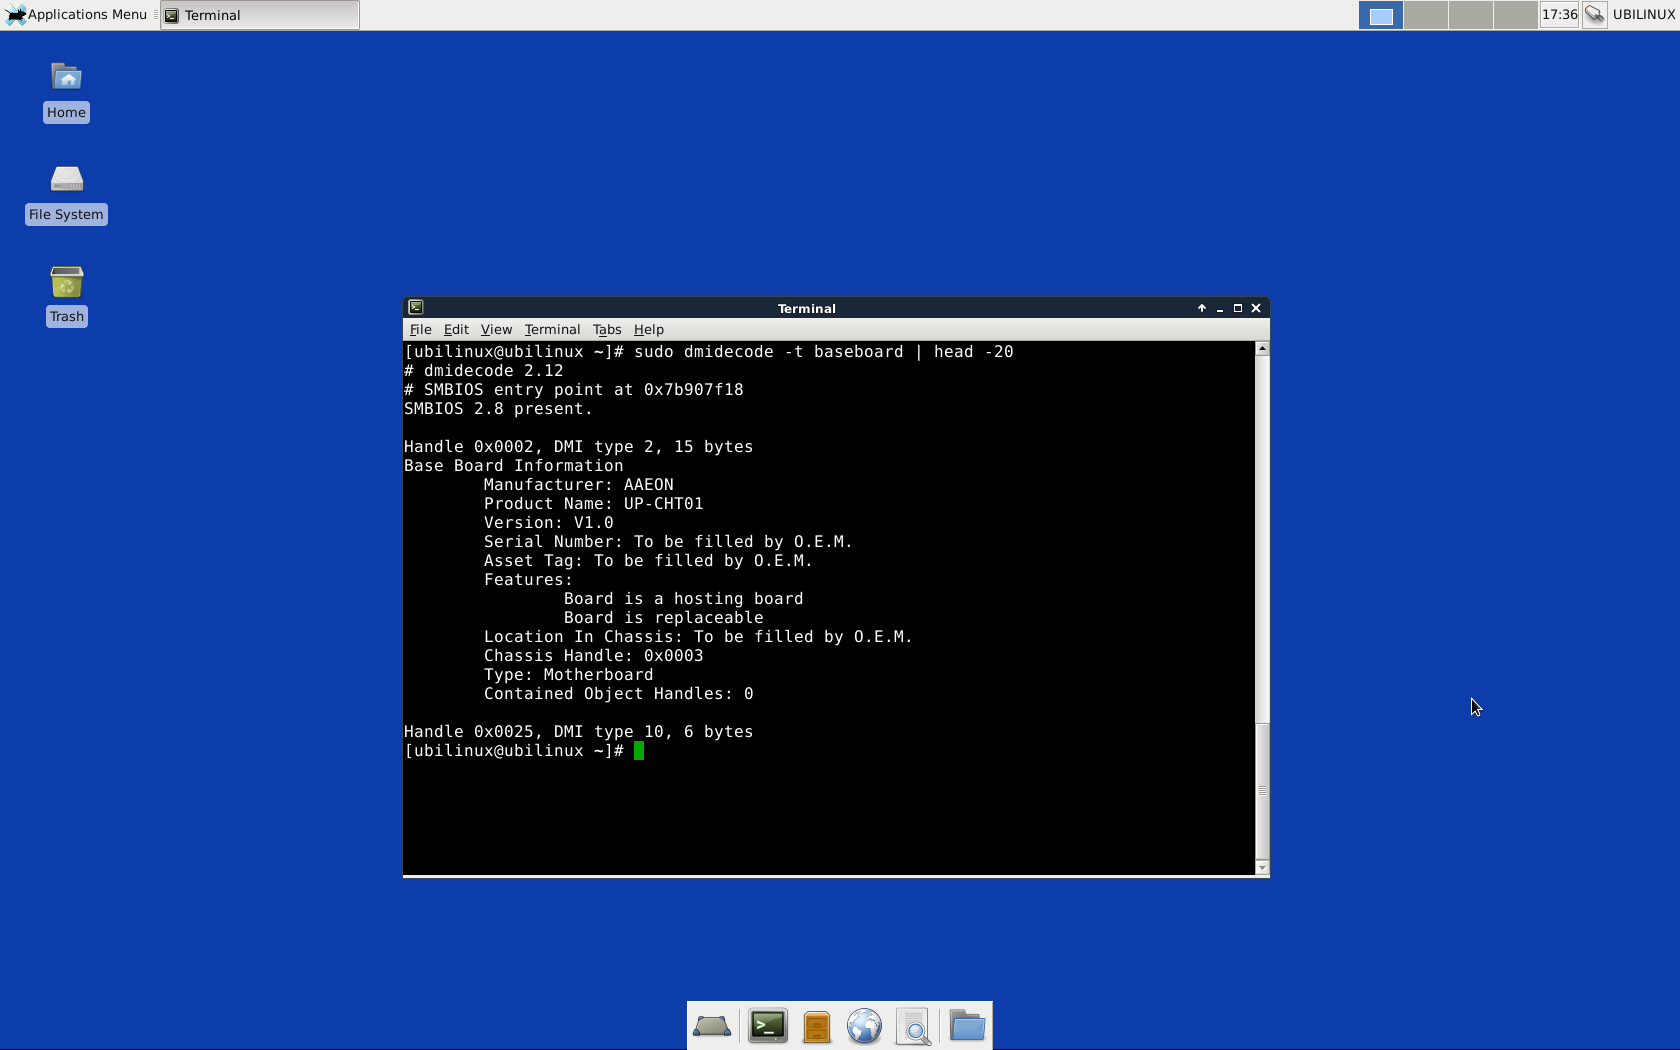 Applications Menu
Terminal
17:36
UBILINUX
Home
File System
Trash
Terminal
File Edit View Terminal Tabs Help
[ubilinux@ubilinux ~]# sudo dmidecode -t baseboard | head -20
# dmidecode 2.12
# SMBIOS entry point at 0x7b907f18
SMBIOS 2.8 present.

Handle 0x0002, DMI type 2, 15 bytes
Base Board Information
        Manufacturer: AAEON
        Product Name: UP-CHT01
        Version: V1.0
        Serial Number: To be filled by O.E.M.
        Asset Tag: To be filled by O.E.M.
        Features:
                Board is a hosting board
                Board is replaceable
        Location In Chassis: To be filled by O.E.M.
        Chassis Handle: 0x0003
        Type: Motherboard
        Contained Object Handles: 0

Handle 0x0025, DMI type 10, 6 bytes
[ubilinux@ubilinux ~]#